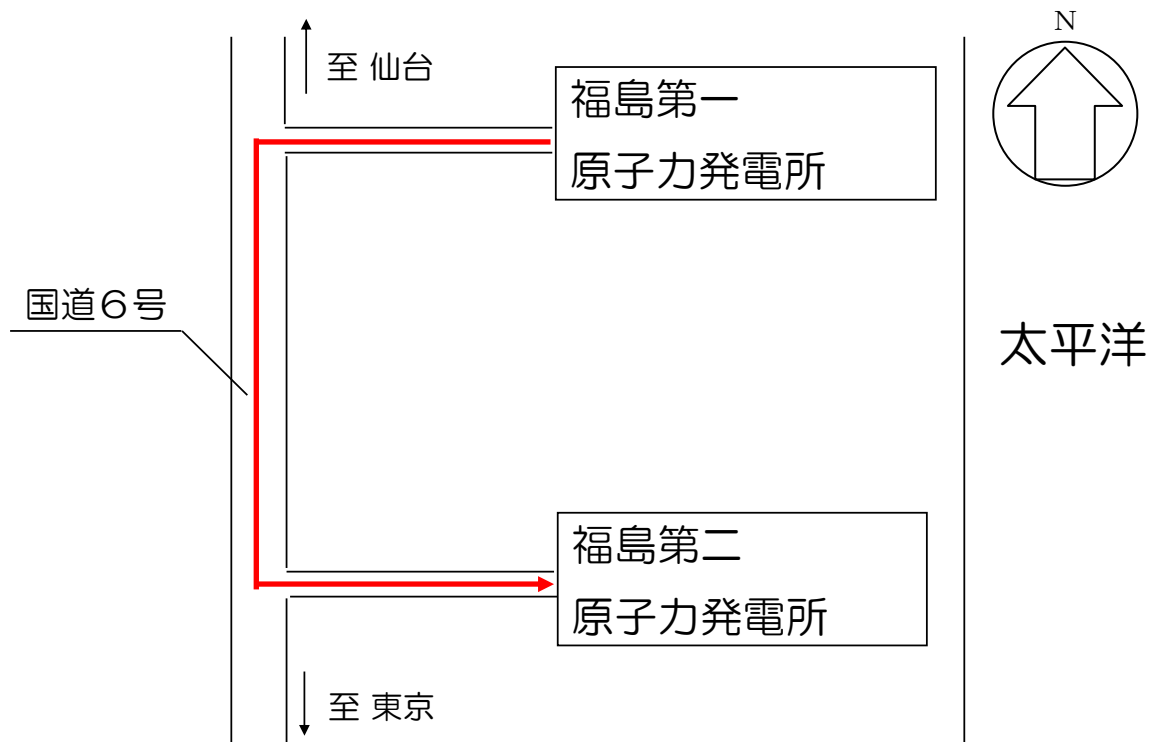 N
至 仙台
福島第一
原子力発電所
国道６号
太平洋
福島第二
原子力発電所
至 東京